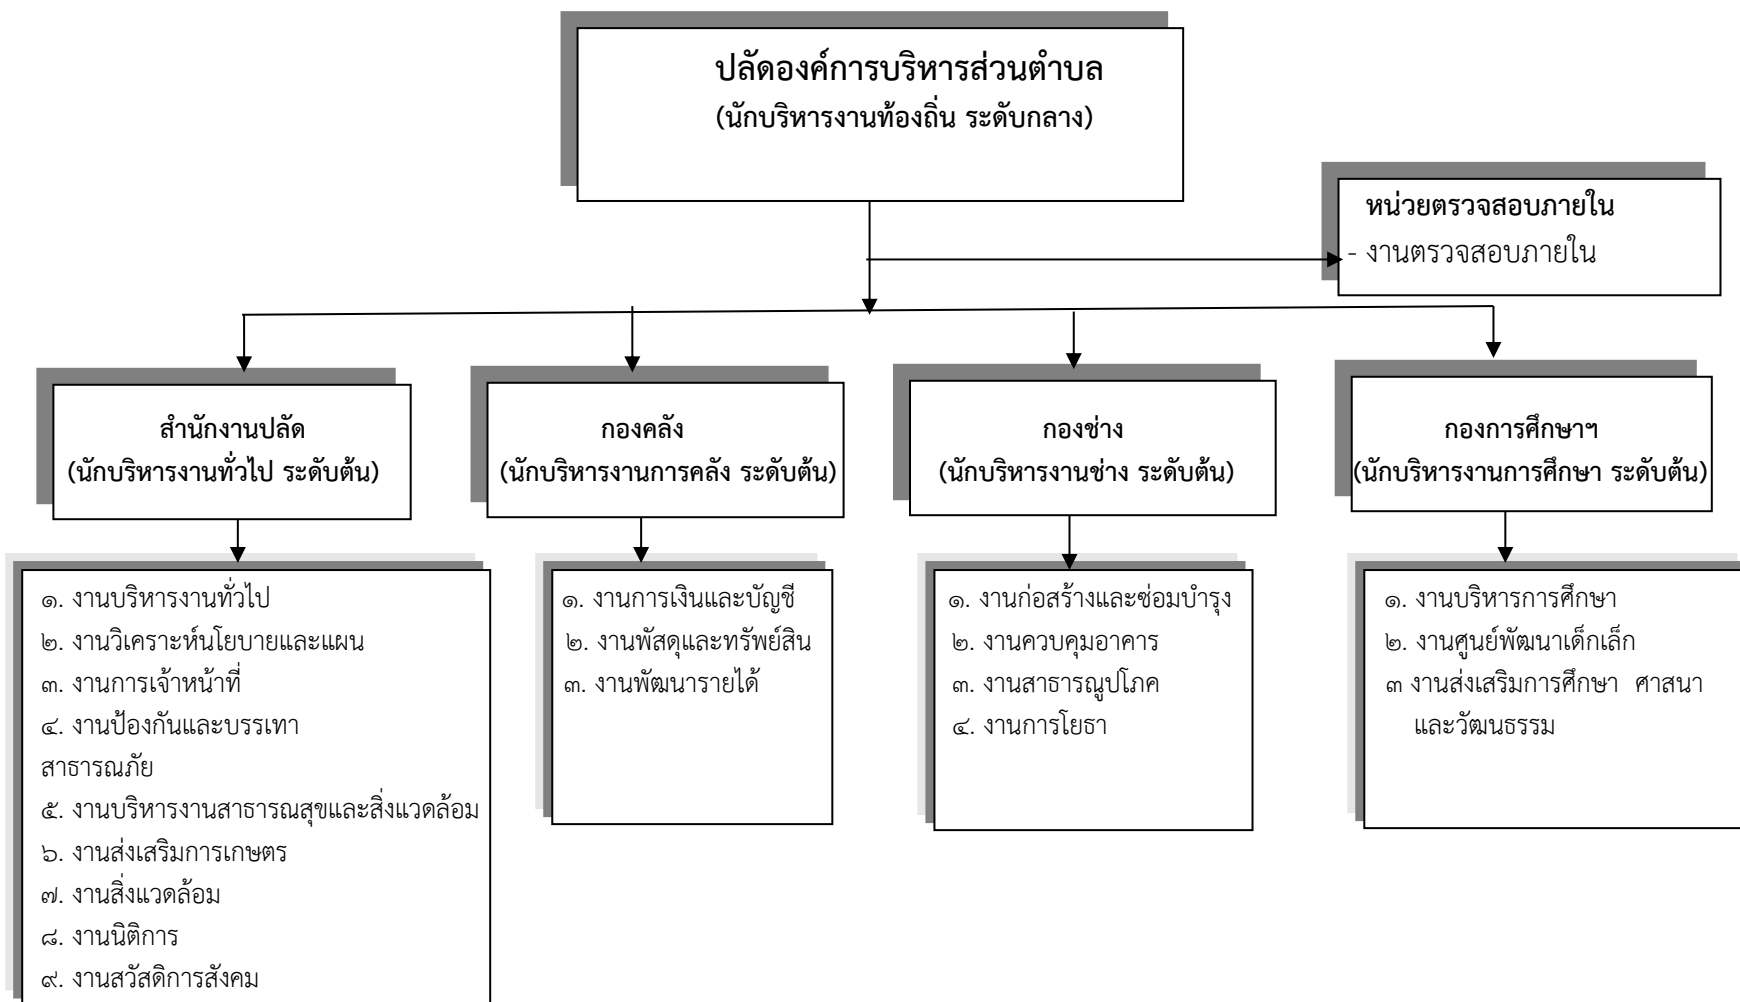 ปลัดองค์การบริหารส่วนตำบล
(นักบริหารงานท้องถิ่น ระดับกลาง)
หน่วยตรวจสอบภายใน
- งานตรวจสอบภายใน
สำนักงานปลัด
(นักบริหารงานทั่วไป ระดับต้น)
กองคลัง
(นักบริหารงานการคลัง ระดับต้น)
กองช่าง
(นักบริหารงานช่าง ระดับต้น)
กองการศึกษาฯ
(นักบริหารงานการศึกษา ระดับต้น)
๑. งานบริหารงานทั่วไป
๒. งานวิเคราะห์นโยบายและแผน
๓. งานการเจ้าหน้าที่
๔. งานป้องกันและบรรเทา
สาธารณภัย
๕. งานบริหารงานสาธารณสุขและสิ่งแวดล้อม
๖. งานส่งเสริมการเกษตร
๗. งานสิ่งแวดล้อม
๘. งานนิติการ
๙. งานสวัสดิการสังคม
๑. งานการเงินและบัญชี
๒. งานพัสดุและทรัพย์สิน
๓. งานพัฒนารายได้
๑. งานก่อสร้างและซ่อมบำรุง
๒. งานควบคุมอาคาร
๓. งานสาธารณูปโภค
๔. งานการโยธา
๑. งานบริหารการศึกษา
๒. งานศูนย์พัฒนาเด็กเล็ก
๓ งานส่งเสริมการศึกษา ศาสนา
และวัฒนธรรม